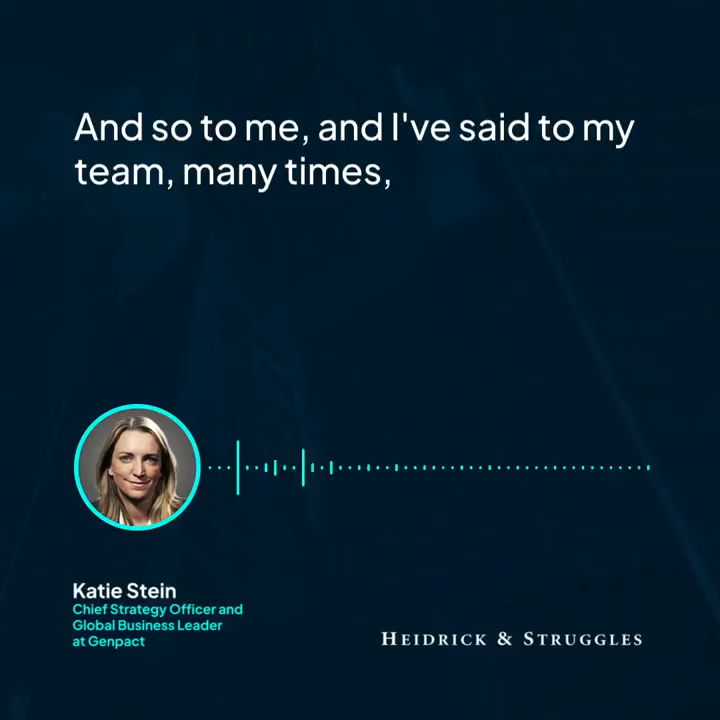 And so to me, and I've said to my
team, many times,
Katie Stein
Chief Strategy Officer and
Global Business Leader
at Genpact
HEIDRICK & STRUGGLES